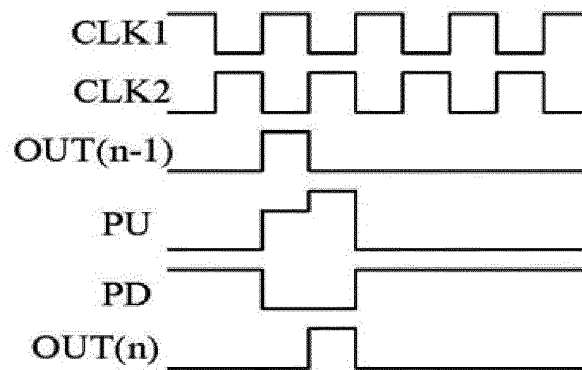 CLK1
CLK2
OUT(n-1)
PU
PD
OUT(n)